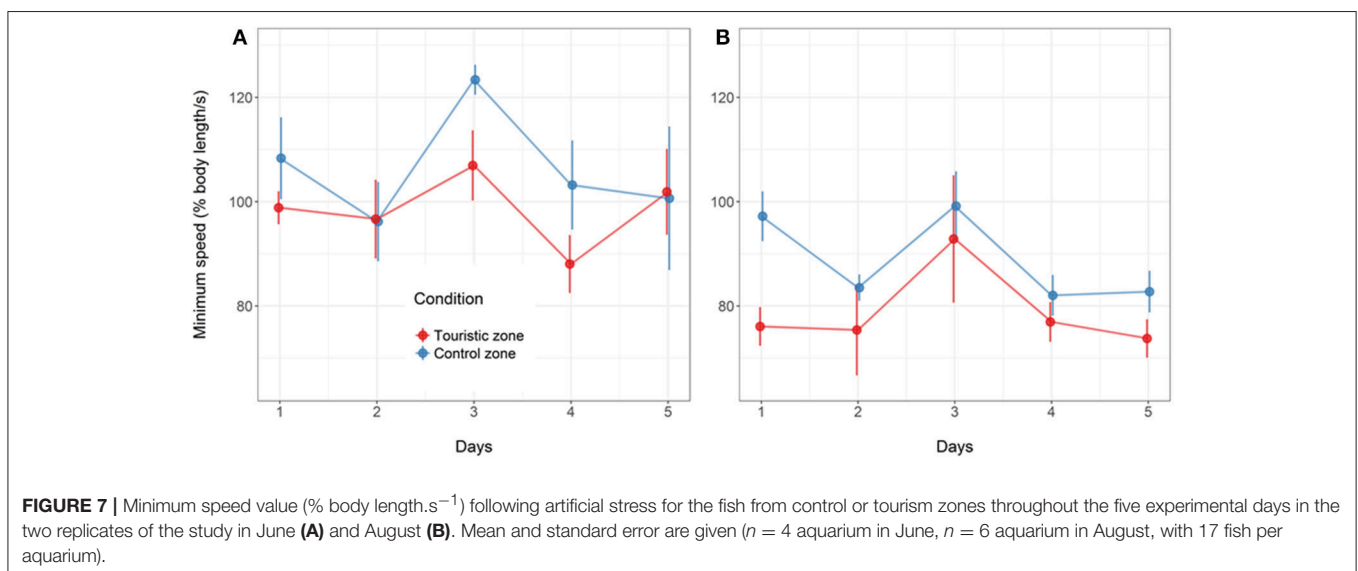 A
B
Minimum speed (% body length/s)
120
100
80
120
100
80
Condition
Touristic zone
Control zone
1 2 3 4 5
1 2 3 4 5
Days
Days
FIGURE 7 | Minimum speed value (% body length.s−1) following artificial stress for the fish from control or tourism zones throughout the five experimental days in the
two replicates of the study in June (A) and August (B). Mean and standard error are given (n = 4 aquarium in June, n = 6 aquarium in August, with 17 fish per
aquarium).